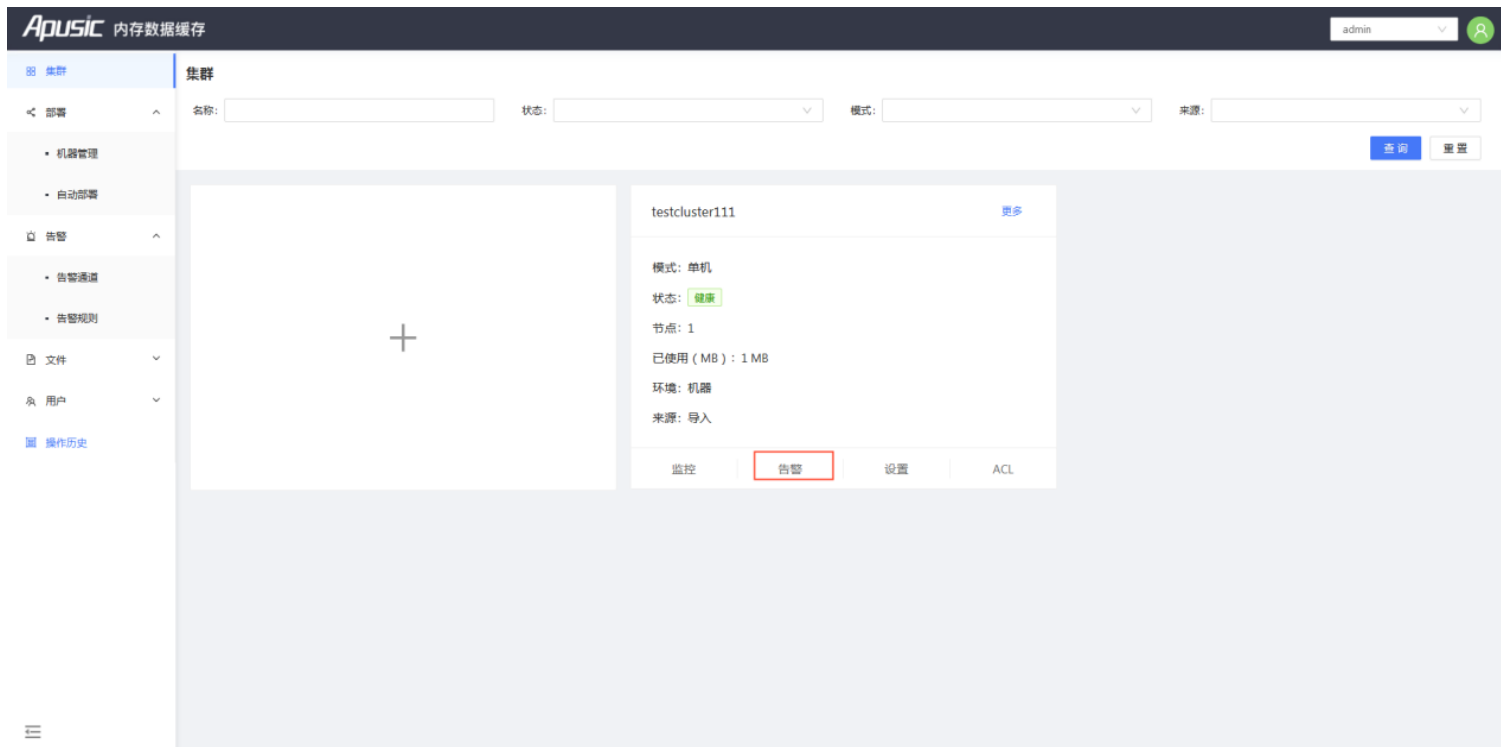 Apusic 内存数据缓存
admin
集群
部署
机器管理
自动部署
告警
告警通道
告警规则
文件
用户
操作历史
集群
名称:
状态:
模式:
来源:
查 询
重 置
testcluster111
更多
模式: 单机
状态: 健康
节点: 1
已使用 ( MB ) : 1 MB
环境: 机器
来源: 导入
监控
告警
设置
ACL